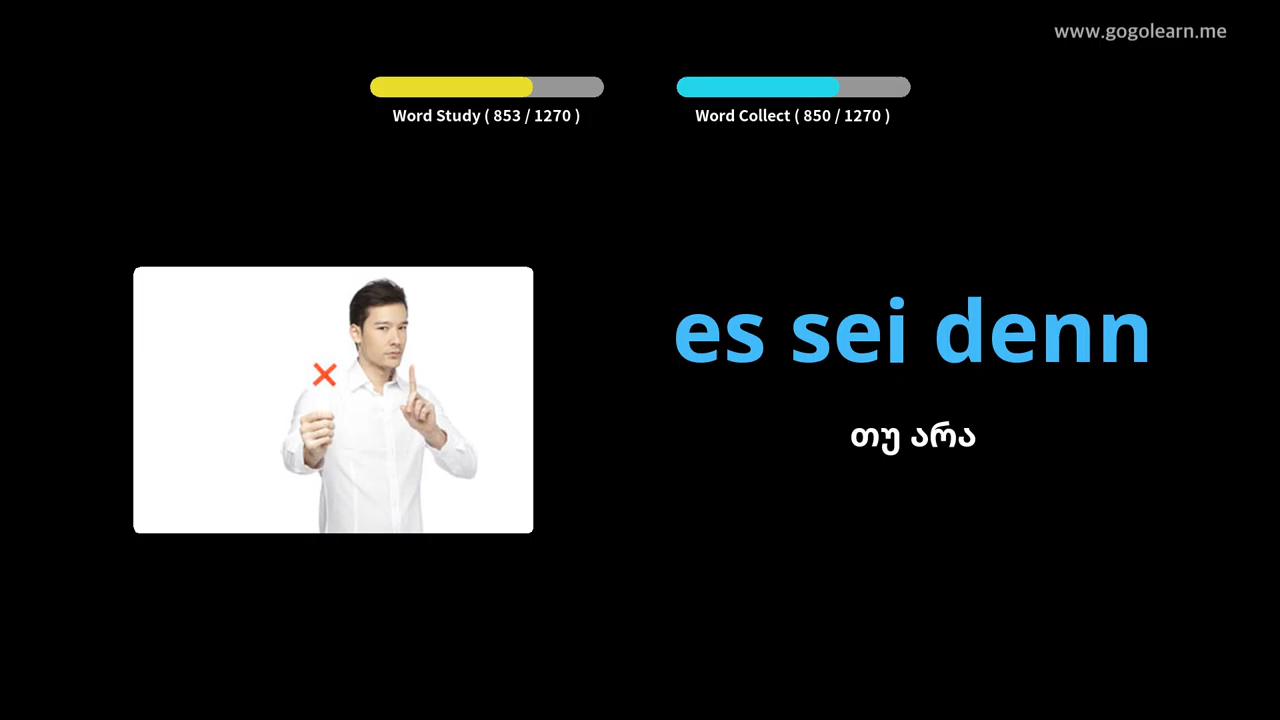 www.gogolearn.me
Word Study ( 853 / 1270 )
Word Collect ( 850 / 1270 )
es sei denn
თუ არა